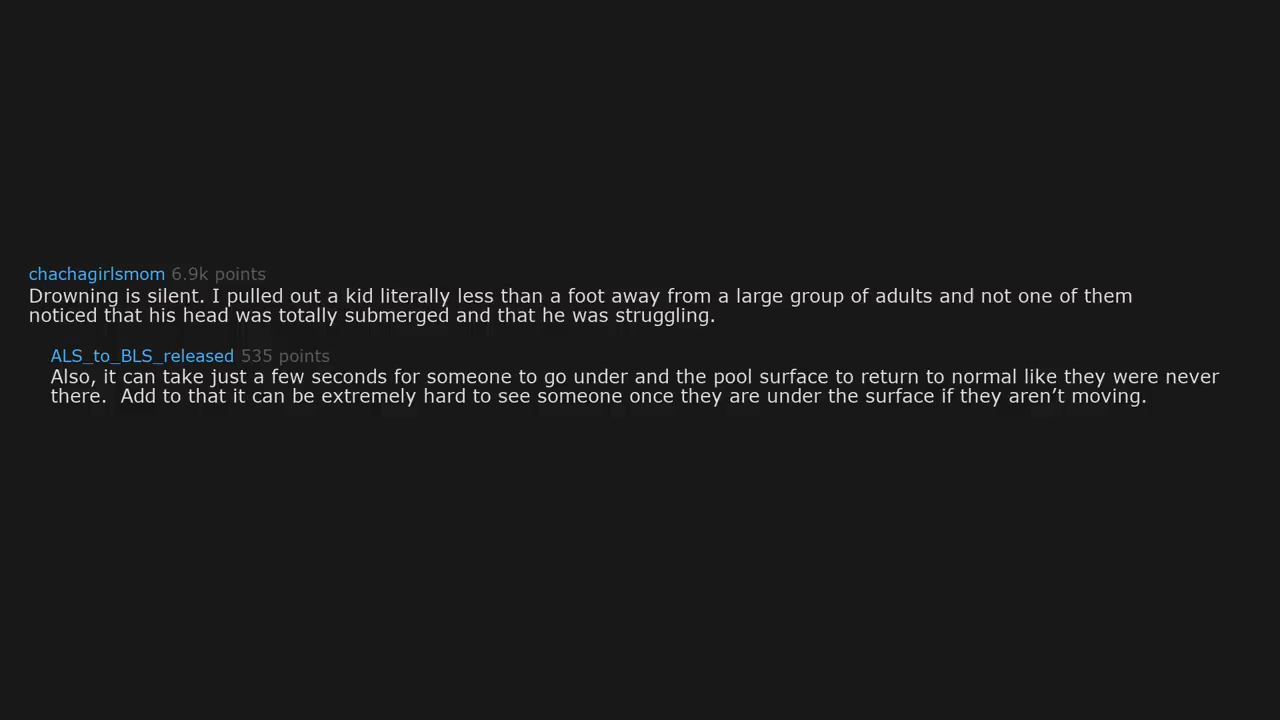 chachagirlsmom 6.9k points
Drowning is silent. I pulled out a kid literally less than a foot away from a large group of adults and not one of them
noticed that his head was totally submerged and that he was struggling.
ALS_to_BLS_released 535 points
Also, it can take just a few seconds for someone to go under and the pool surface to return to normal like they were never
there.  Add to that it can be extremely hard to see someone once they are under the surface if they aren’t moving.